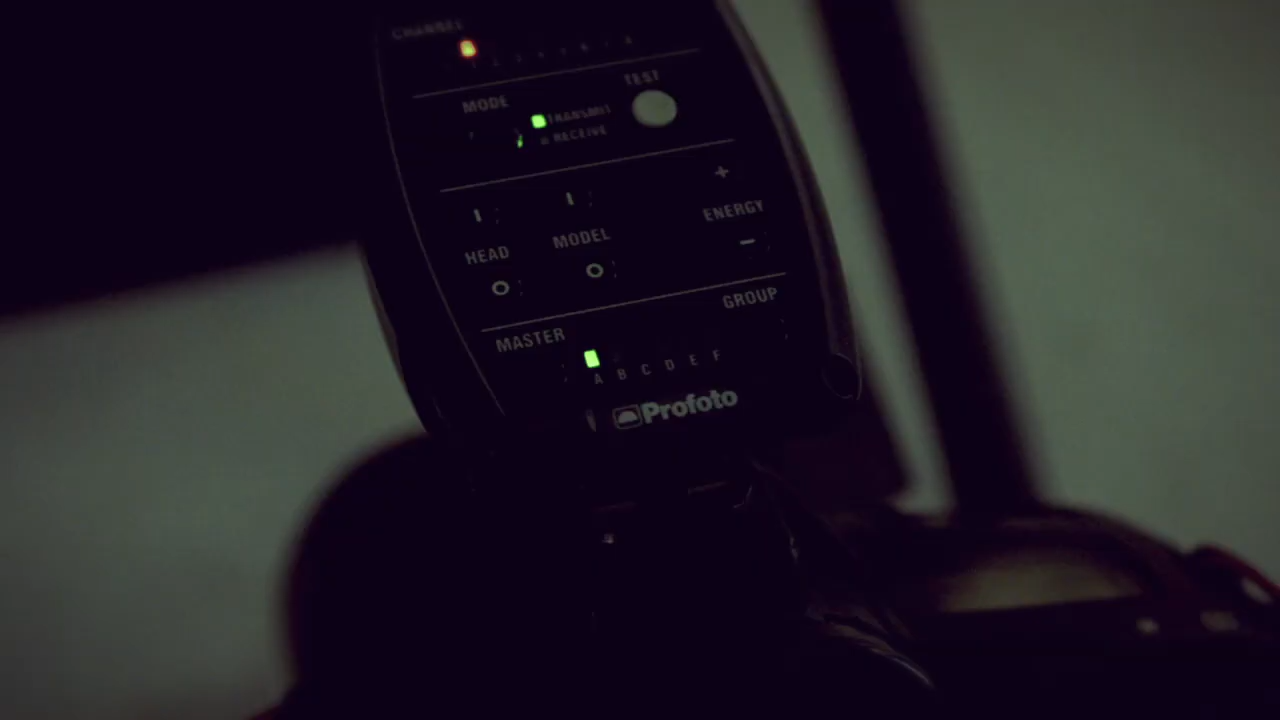 CHANNEL
TEST
MODE
TRANSMIT
RECEIVE
+
I I
ENERGY
HEAD MODEL
−
O O
GROUP
MASTER
A B C D E F
Profoto